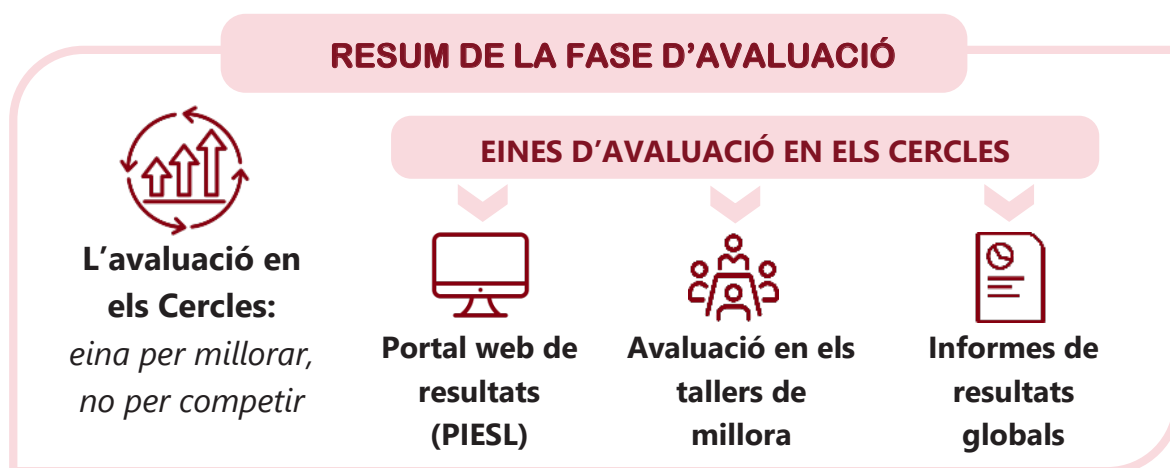 RESUM DE LA FASE D’AVALUACIÓ
EINES D’AVALUACIÓ EN ELS CERCLES
L’avaluació en
els Cercles:
eina per millorar,
no per competir
Portal web de
resultats
(PIESL)
Avaluació en els
tallers de
millora
Informes de
resultats
globals